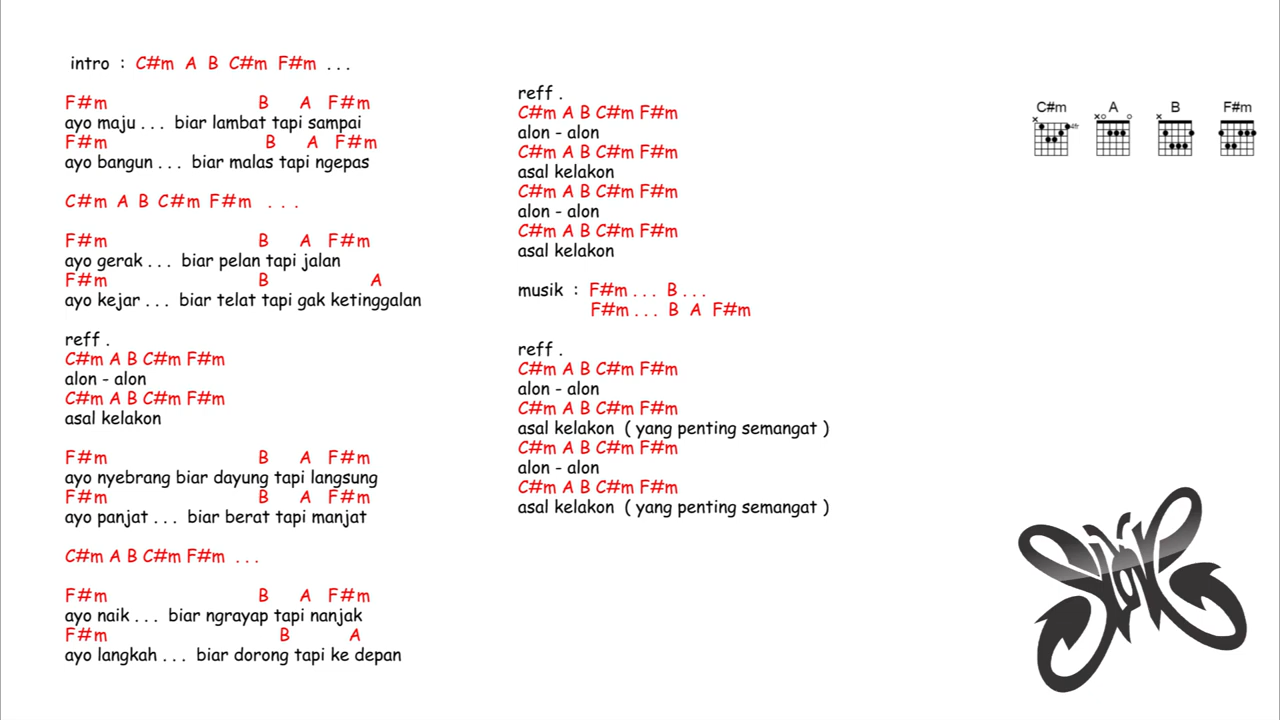 intro : C#m A B C#m F#m . . .
F#m B A F#m
ayo maju . . . biar lambat tapi sampai
F#m B A F#m
ayo bangun . . . biar malas tapi ngepas
C#m A B C#m F#m . . .
F#m B A F#m
ayo gerak . . . biar pelan tapi jalan
F#m B A
ayo kejar . . . biar telat tapi gak ketinggalan
reff .
C#m A B C#m F#m
alon - alon
C#m A B C#m F#m
asal kelakon
F#m B A F#m
ayo nyebrang biar dayung tapi langsung
F#m B A F#m
ayo panjat . . . biar berat tapi manjat
C#m A B C#m F#m . . .
F#m B A F#m
ayo naik . . . biar ngrayap tapi nanjak
F#m B A
ayo langkah . . . biar dorong tapi ke depan
reff .
C#m A B C#m F#m
alon - alon
C#m A B C#m F#m
asal kelakon
C#m A B C#m F#m
alon - alon
C#m A B C#m F#m
asal kelakon
musik : F#m . . . B . . .
F#m . . . B A F#m
reff .
C#m A B C#m F#m
alon - alon
C#m A B C#m F#m
asal kelakon ( yang penting semangat )
C#m A B C#m F#m
alon - alon
C#m A B C#m F#m
asal kelakon ( yang penting semangat )
C#m A B F#m
4fr
Slank